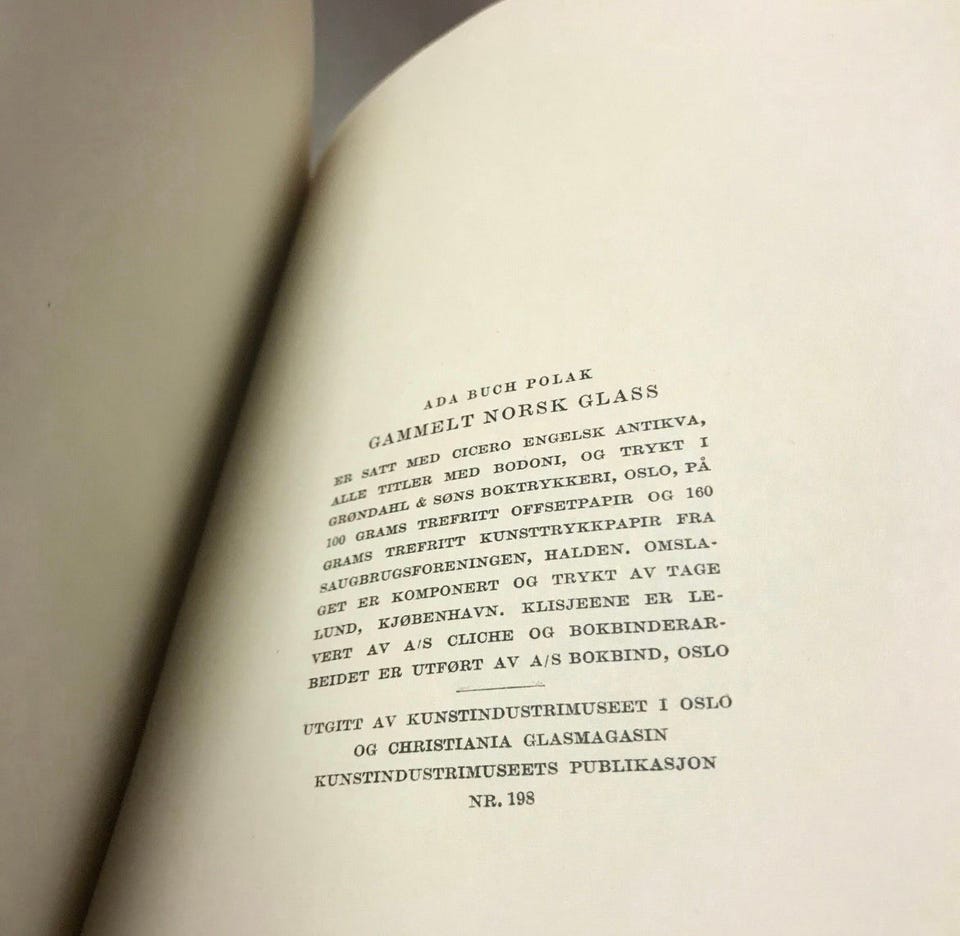 ADA BUCH POLAK
GAMMELT NORSK GLASS
ER SATT MED CICERO ENGELSK ANTIKVA,
ALLE TITLER MED BODONI, OG TRYKT I
GRØNDAHL & SØNS BOKTRYKKERI, OSLO, PÅ
100 GRAMS TREFRITT OFFSETPAPIR OG 160
GRAMS TREFRITT KUNSTTRYKKPAPIR FRA
SAUGBRUGSFORENINGEN, HALDEN. OMSLA-
GET ER KOMPONERT OG TRYKT AV TAGE
LUND, KJØBENHAVN. KLISJEENE ER LE-
VERT AV A/S CLICHE OG BOKBINDERAR-
BEIDET ER UTFØRT AV A/S BOKBIND, OSLO
UTGITT AV KUNSTINDUSTRIMUSEET I OSLO
OG CHRISTIANIA GLASMAGASIN
KUNSTINDUSTRIMUSEETS PUBLIKASJON
NR. 198